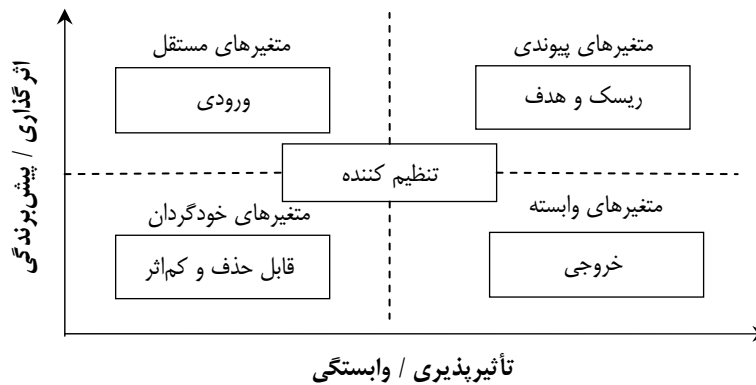 متغیرهای پیوندی
متغیرهای مستقل
ریسک و هدف
ورودی
تنظیم کننده
متغیرهای وابسته
متغیرهای خودگردان
خروجی
قابل حذف و کم‌اثر
اثرگذاری / پیش‌برندگی
تأثیرپذیری / وابستگی